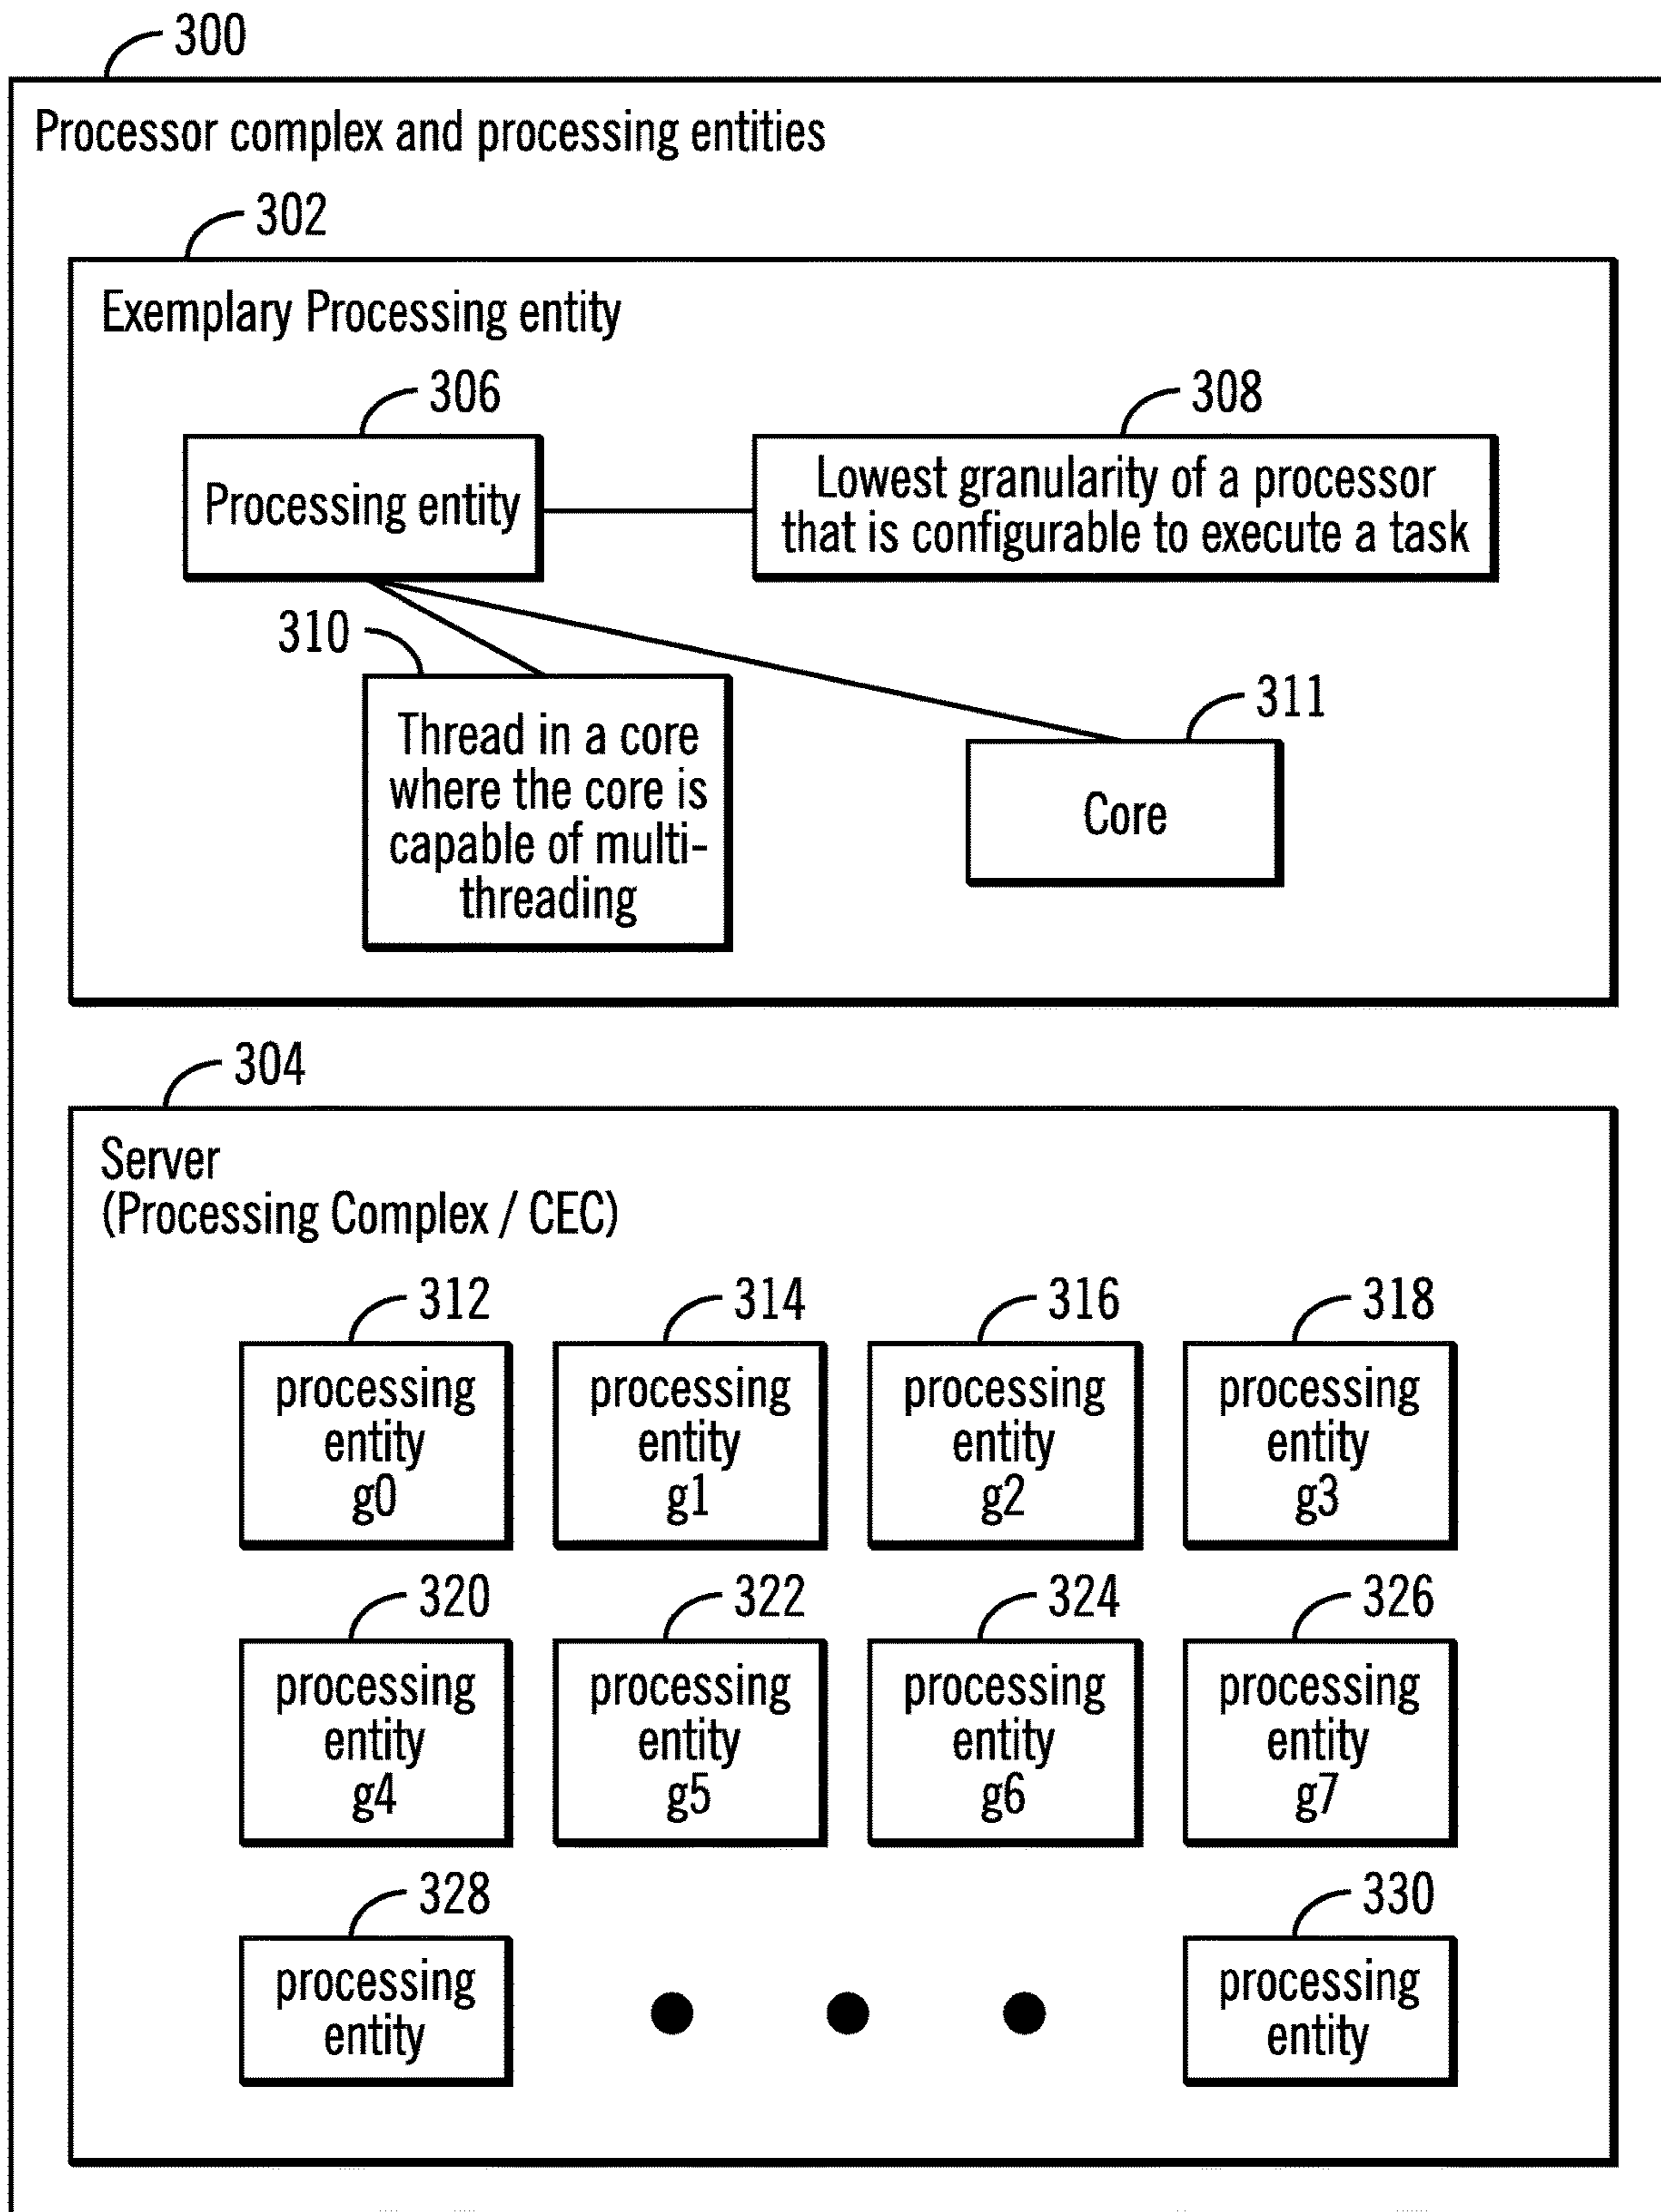 300
Processor complex and processing entities
302
Exemplary Processing entity
306
308
Processing entity
Lowest granularity of a processor
that is configurable to execute a task
310
311
Thread in a core
where the core is
capable of multi-
threading
Core
304
Server
(Processing Complex / CEC)
312
314
316
318
processing
entity
g0
processing
entity
g1
processing
entity
g2
processing
entity
g3
320
322
324
326
processing
entity
g4
processing
entity
g5
processing
entity
g6
processing
entity
g7
328
330
processing
entity
processing
entity